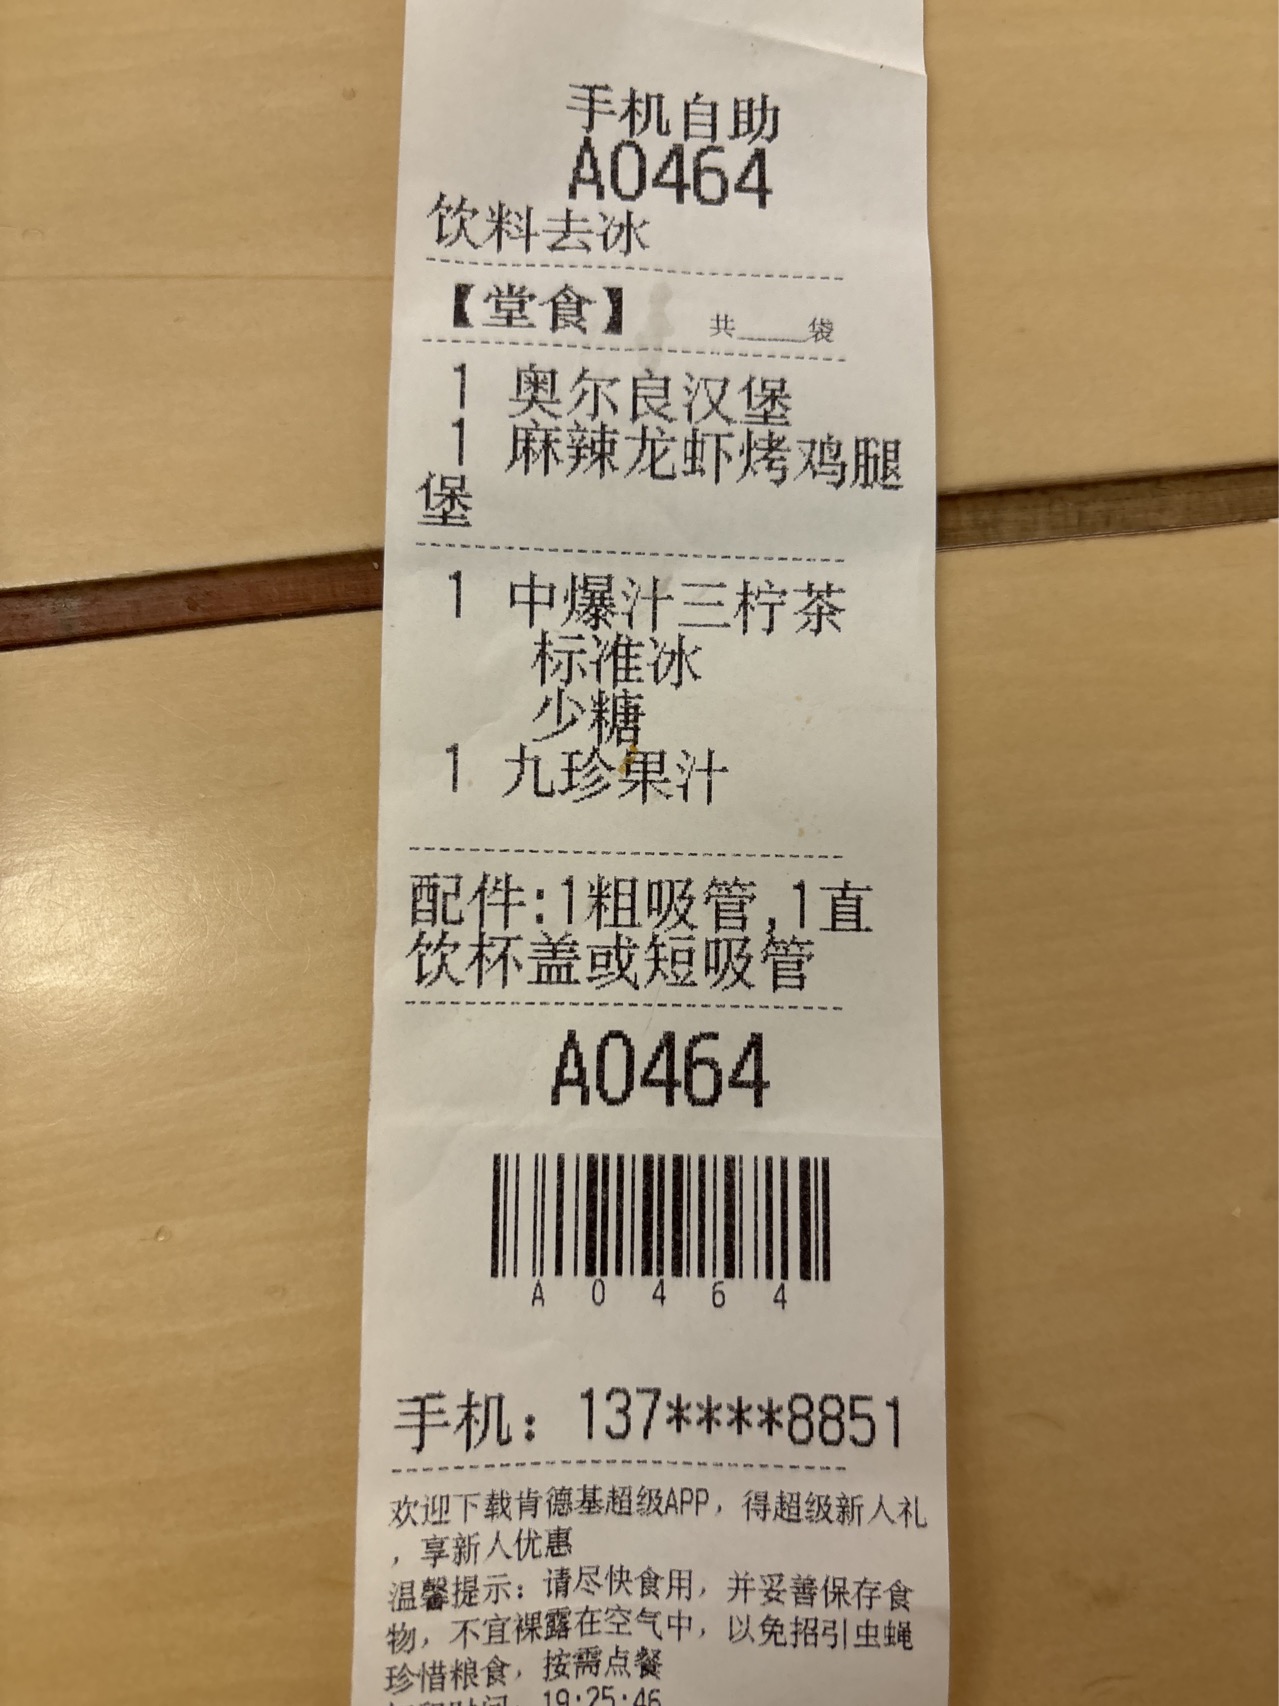 手机自助
A0464
饮料去冰
【堂食】 共____袋
1 奥尔良汉堡
1 麻辣龙虾烤鸡腿
堡
1 中爆汁三柠茶
标准冰
少糖
1 九珍果汁
配件:1粗吸管,1直
饮杯盖或短吸管
A0464
A0464
手机：137****8851
欢迎下载肯德基超级APP，得超级新人礼
，享新人优惠
温馨提示：请尽快食用，并妥善保存食
物，不宜裸露在空气中，以免招引虫蝇
珍惜粮食，按需点餐
19:25:46